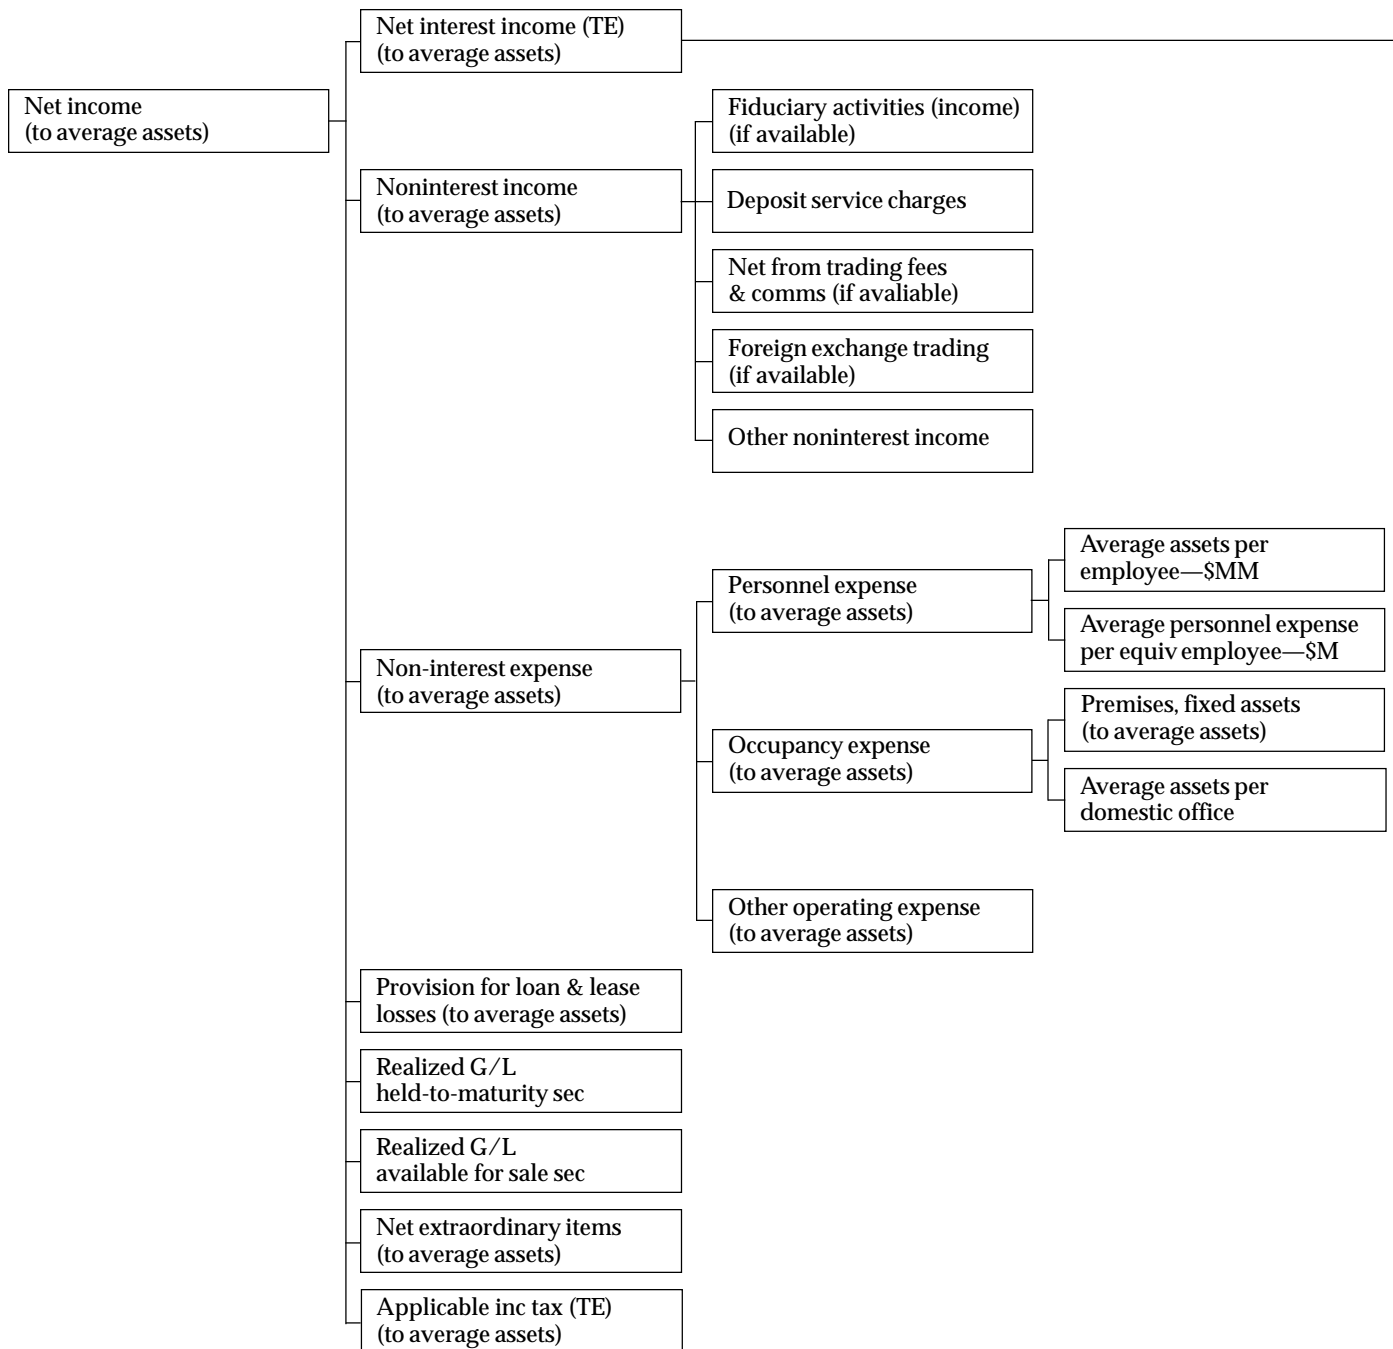 Net interest income (TE)
(to average assets)
Net income
(to average assets)
Fiduciary activities (income)
(if available)
Noninterest income
(to average assets)
Deposit service charges
Net from trading fees
& comms (if avaliable)
Foreign exchange trading
(if available)
Other noninterest income
Average assets per
employee—$MM
Personnel expense
(to average assets)
Average personnel expense
per equiv employee—$M
Non-interest expense
(to average assets)
Premises, fixed assets
(to average assets)
Occupancy expense
(to average assets)
Average assets per
domestic office
Other operating expense
(to average assets)
Provision for loan & lease
losses (to average assets)
Realized G/L
held-to-maturity sec
Realized G/L
available for sale sec
Net extraordinary items
(to average assets)
Applicable inc tax (TE)
(to average assets)